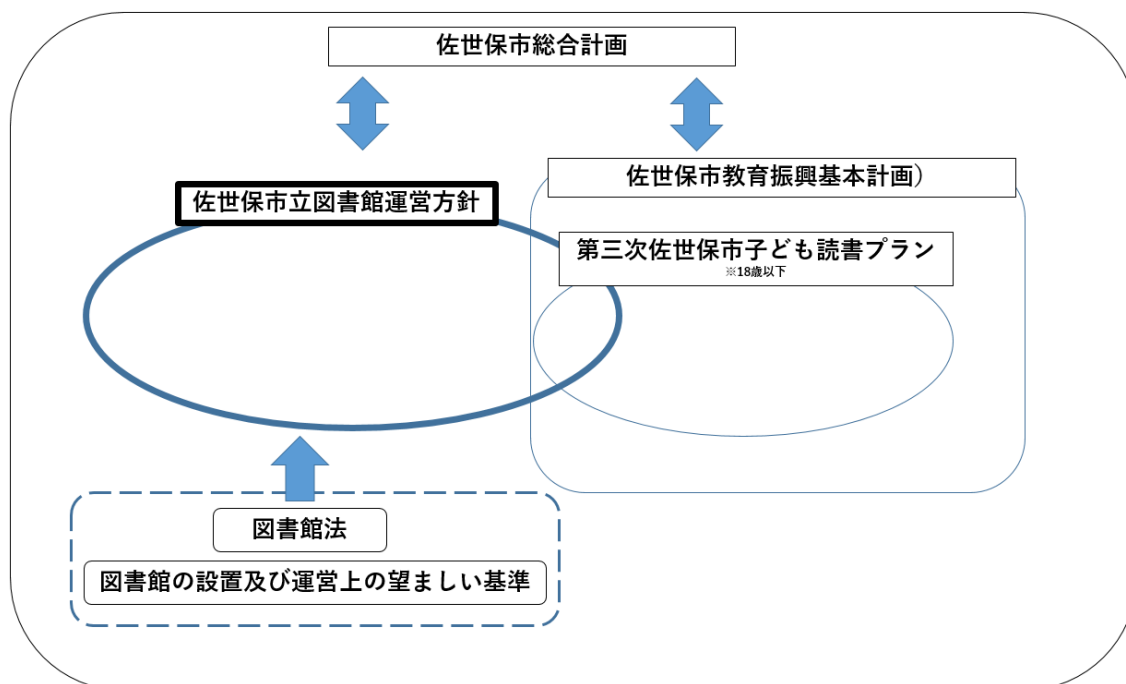 佐世保市総合計画
佐世保市教育振興基本計画）
佐世保市立図書館運営方針
第三次佐世保市子ども読書プラン
※18歳以下
図書館法
図書館の設置及び運営上の望ましい基準